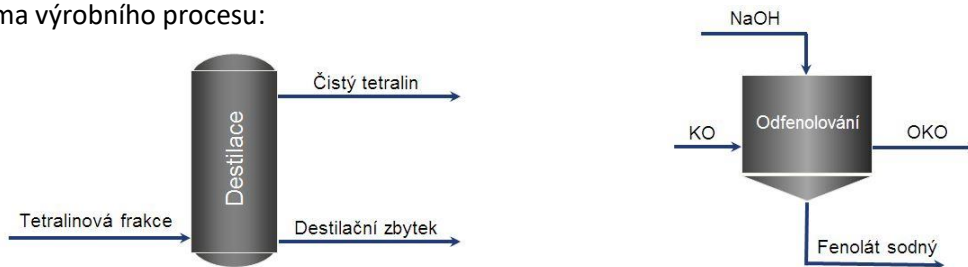 ma výrobního procesu:
NaOH
Čistý tetralin
Destilace
Odfenolování
KO
OKO
Tetralinová frakce
Destilační zbytek
Fenolát sodný